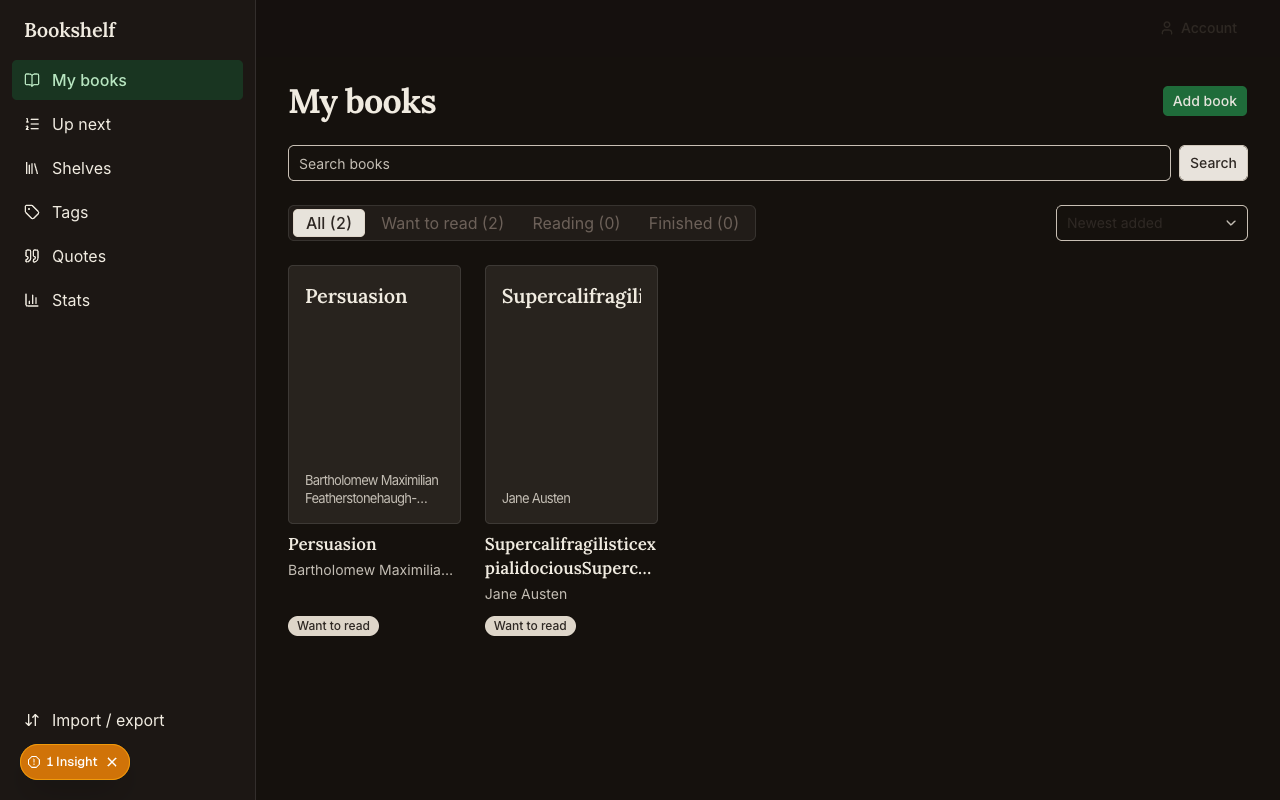 Bookshelf
Account
My books
Up next
Shelves
Tags
Quotes
Stats
Import / export
1 Insight
My books
Add book
Search books
Search
All (2)
Want to read (2)
Reading (0)
Finished (0)
Newest added
Persuasion
Bartholomew Maximilian
Featherstonehaugh-...
Persuasion
Bartholomew Maximilia...
Want to read
Supercalifragili
Jane Austen
Supercalifragilisticex
pialidociousSuperc...
Jane Austen
Want to read